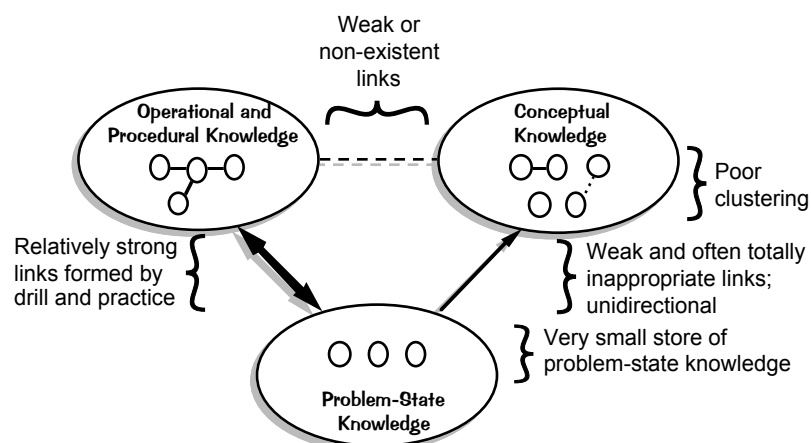 Weak or
non-existent
links
Operational and
Procedural Knowledge
Conceptual
Knowledge
Poor
clustering
Relatively strong
links formed by
drill and practice
Weak and often totally
inappropriate links;
unidirectional
Very small store of
problem-state knowledge
Problem-State
Knowledge